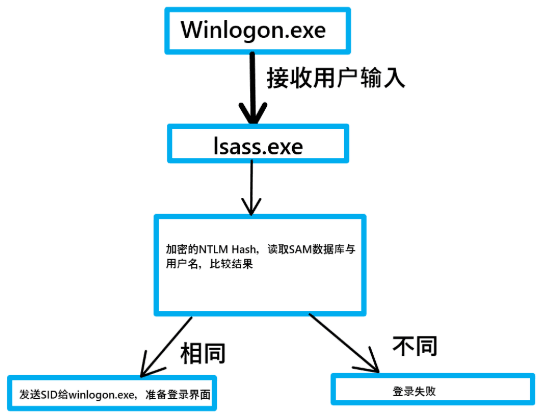 Winlogon.exe
接收用户输入
lsass.exe
加密的NTLM Hash，读取SAM数据库与
用户名，比较结果
相同
不同
发送SID给winlogon.exe，准备登录界面
登录失败